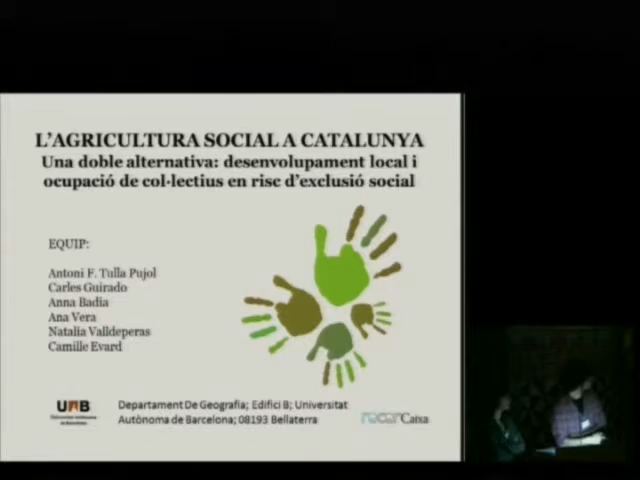 L'AGRICULTURA SOCIAL A CATALUNYA
Una doble alternativa: desenvolupament local i
ocupació de col·lectius en risc d'exclusió social
EQUIP:
Antoni F. Tulla Pujol
Carles Guirado
Anna Badia
Ana Vera
Natalia Valldeperas
Camille Evard
UAB
Departament De Geografia; Edifici B; Universitat
Autònoma de Barcelona; 08193 Bellaterra
recerCaixa